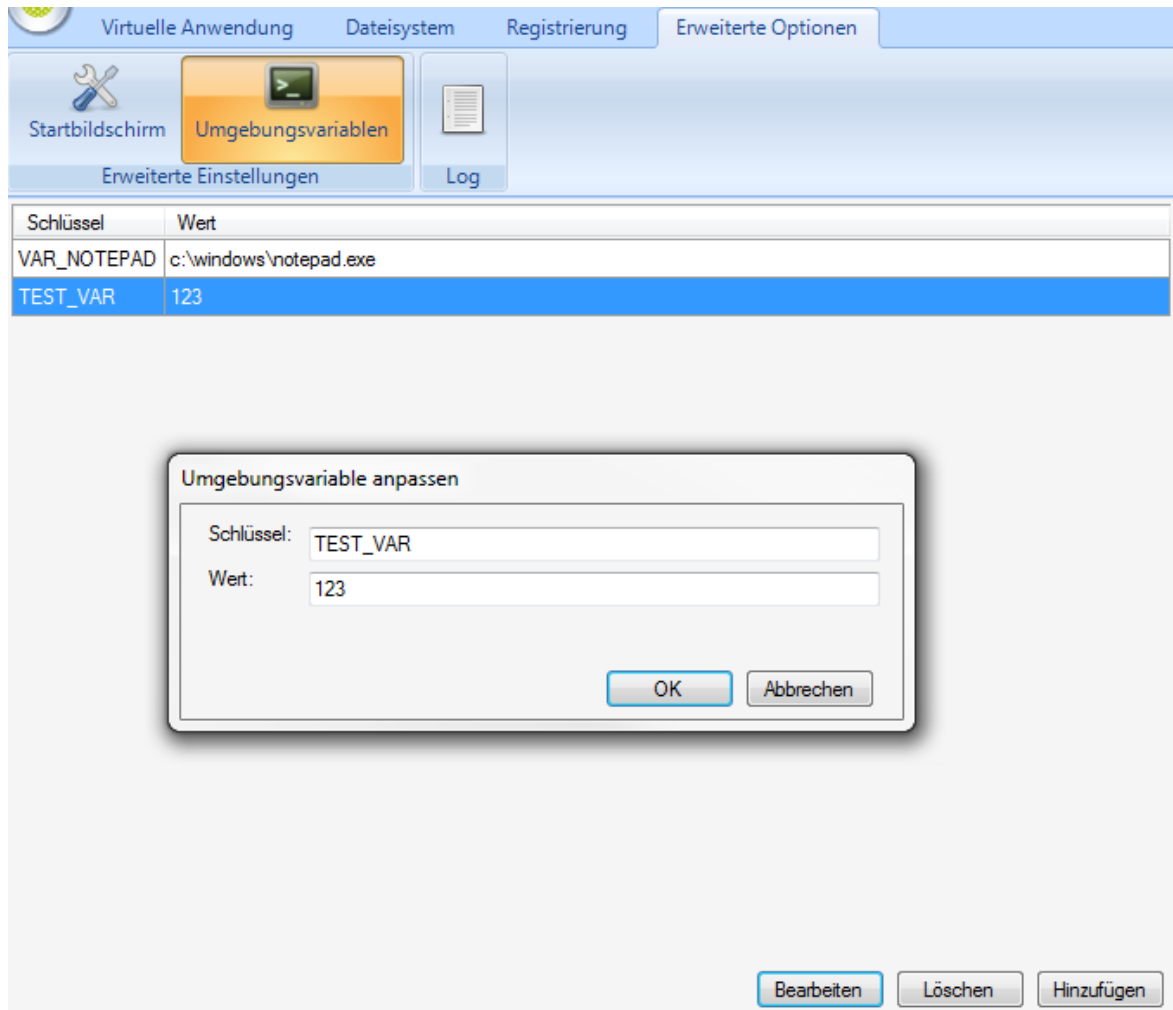 Virtuelle Anwendung Dateisystem Registrierung Erweiterte Optionen
Startbildschirm Umgebungsvariablen
Erweiterte Einstellungen Log
Schlüssel Wert
VAR_NOTEPAD c:\windows\notepad.exe
TEST_VAR 123
Umgebungsvariable anpassen
Schlüssel: TEST_VAR
Wert: 123
OK Abbrechen
Bearbeiten Löschen Hinzufügen